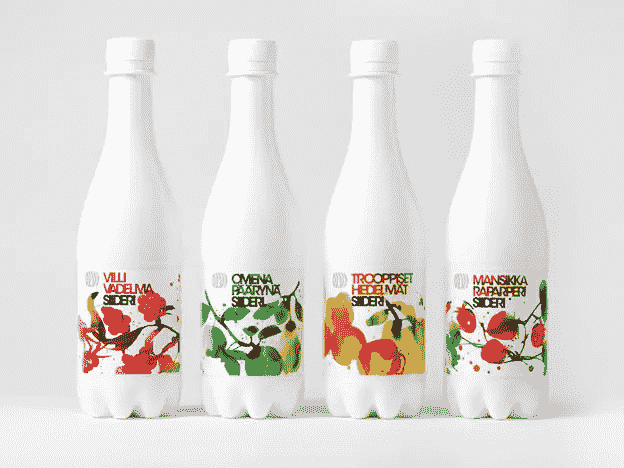 VILLI
VADELMA
SIIDERI
OMENA
PÄÄRYNÄ
SIIDERI
TROOPPISET
HEDELMÄT
SIIDERI
MANSIKKA
RAPARPERI
SIIDERI